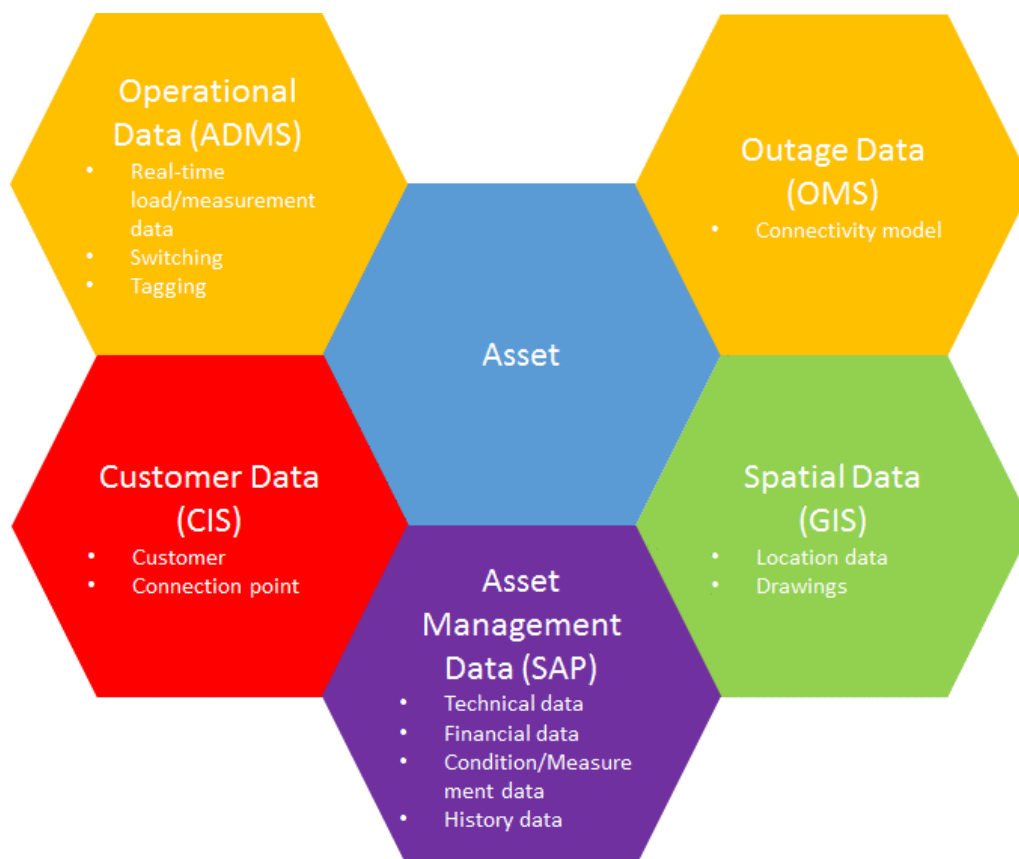 Operational
Data (ADMS)
• Real-time
load/measurement
data
• Switching
• Tagging
Outage Data
(OMS)
• Connectivity model
Asset
Customer Data
(CIS)
• Customer
• Connection point
Spatial Data
(GIS)
• Location data
• Drawings
Asset
Management
Data (SAP)
• Technical data
• Financial data
• Condition/Measure
ment data
• History data